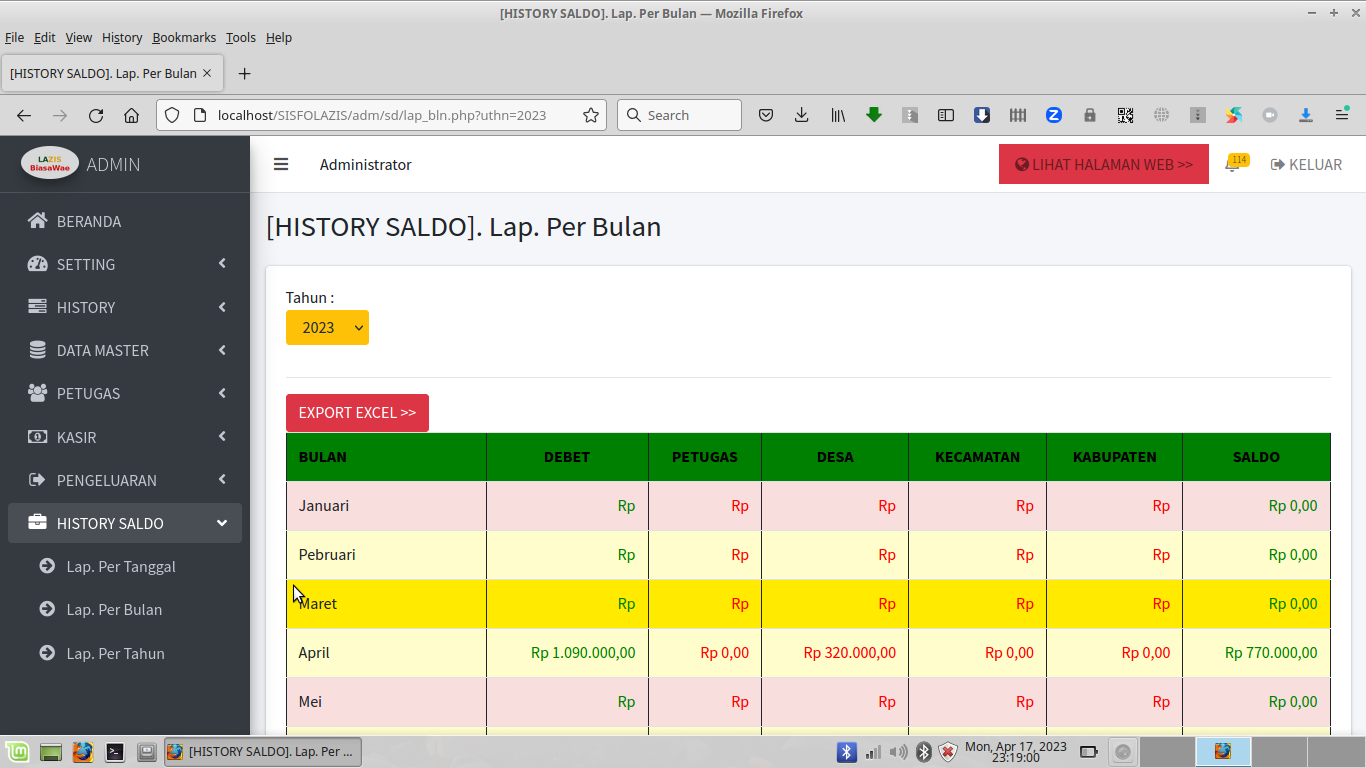 [HISTORY SALDO]. Lap. Per Bulan — Mozilla Firefox
File Edit View History Bookmarks Tools Help
[HISTORY SALDO]. Lap. Per Bulan
localhost/SISFOLAZIS/adm/sd/lap_bln.php?uthn=2023
Search
LAZIS
BiasaWae
ADMIN
Administrator
LIHAT HALAMAN WEB >>
114
KELUAR
BERANDA
SETTING
HISTORY
DATA MASTER
PETUGAS
KASIR
PENGELUARAN
HISTORY SALDO
Lap. Per Tanggal
Lap. Per Bulan
Lap. Per Tahun
[HISTORY SALDO]. Lap. Per Bulan
Tahun :
2023
EXPORT EXCEL >>
BULAN DEBET PETUGAS DESA KECAMATAN KABUPATEN SALDO
Januari Rp Rp Rp Rp Rp Rp 0,00
Pebruari Rp Rp Rp Rp Rp Rp 0,00
Maret Rp Rp Rp Rp Rp Rp 0,00
April Rp 1.090.000,00 Rp 0,00 Rp 320.000,00 Rp 0,00 Rp 0,00 Rp 770.000,00
Mei Rp Rp Rp Rp Rp Rp 0,00
[HISTORY SALDO]. Lap. Per ...
Mon, Apr 17, 2023
23:19:00